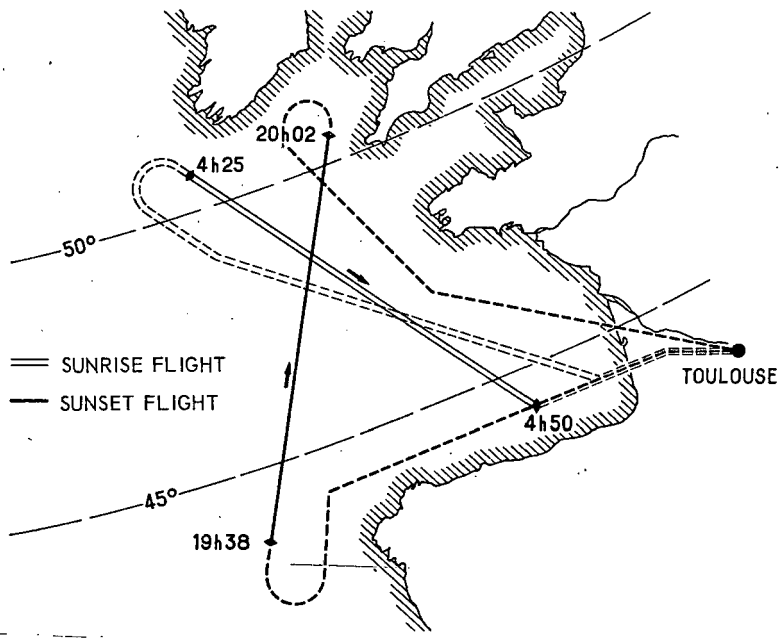 20h02
4h25
50°
SUNRISE FLIGHT
SUNSET FLIGHT
TOULOUSE
4h50
45°
19h38